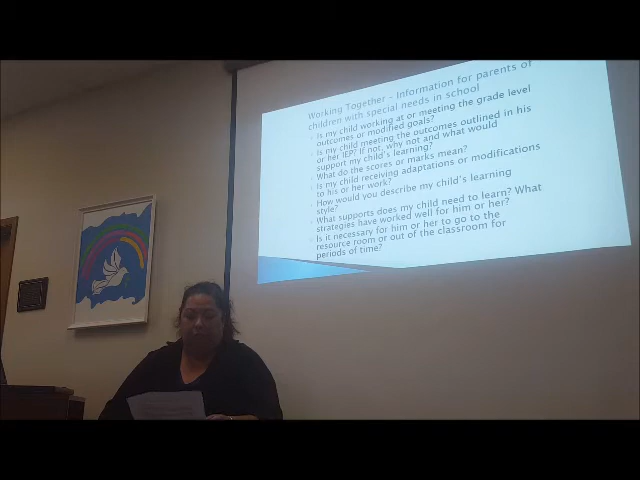 Working Together – Information for parents of
children with special needs in school
Is my child working at or meeting the grade level
outcomes or modified goals?
Is my child meeting the outcomes outlined in his
or her IEP? If not, why not and what would
support my child's learning?
What do the scores or marks mean?
Is my child receiving adaptations or modifications
to his or her work?
How would you describe my child's learning
style?
What supports does my child need to learn? What
strategies have worked well for him or her?
Is it necessary for him or her to go to the
resource room or out of the classroom for
periods of time?